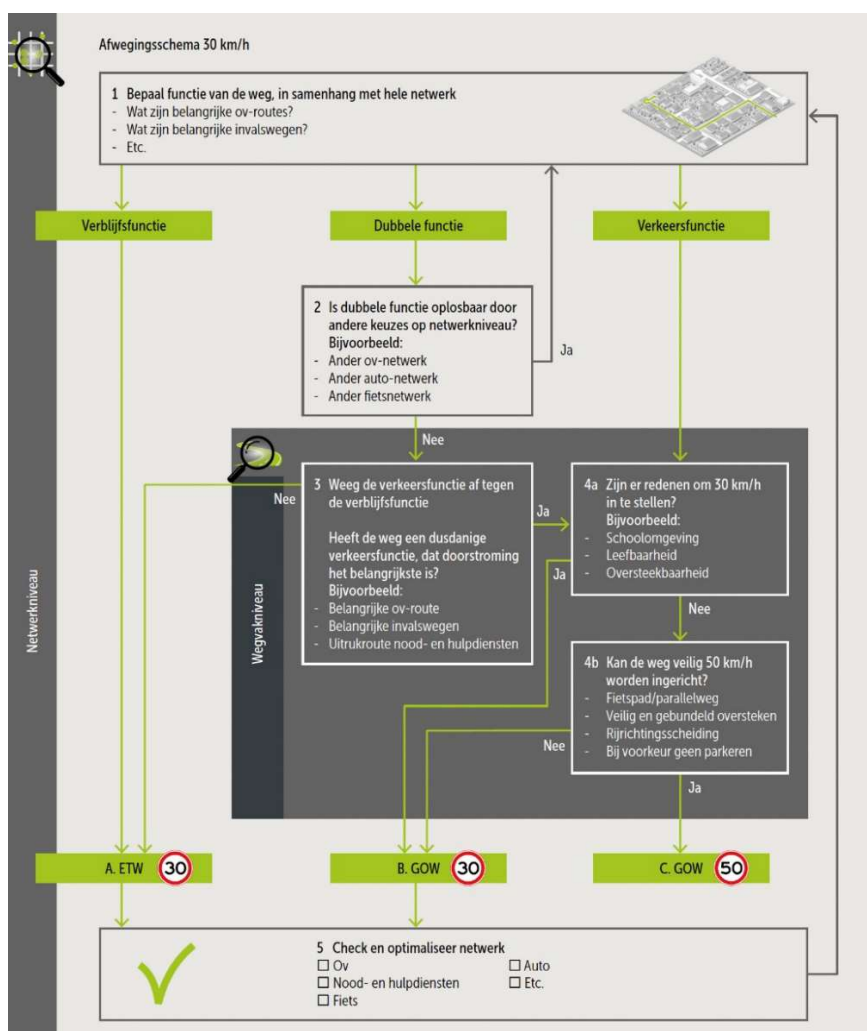 Afwegingsschema 30 km/h
1 Bepaal functie van de weg, in samenhang met hele netwerk
- Wat zijn belangrijke ov-routes?
- Wat zijn belangrijke invalswegen?
- Etc.
Verblijfsfunctie
Dubbele functie
Verkeersfunctie
2 Is dubbele functie oplosbaar door
andere keuzes op netwerkniveau?
Bijvoorbeeld:
- Ander ov-netwerk
- Ander auto-netwerk
- Ander fietsnetwerk
Ja
Nee
Netwerkniveau
Wegvakniveau
Nee
3 Weeg de verkeersfunctie af tegen
de verblijfsfunctie
Heeft de weg een dusdanige
verkeersfunctie, dat doorstroming
het belangrijkste is?
Bijvoorbeeld:
- Belangrijke ov-route
- Belangrijke invalswegen
- Uitrukroute nood- en hulpdiensten
Ja
4a Zijn er redenen om 30 km/h
in te stellen?
Bijvoorbeeld:
- Schoolomgeving
- Leefbaarheid
- Oversteekbaarheid
Ja
Nee
4b Kan de weg veilig 50 km/h
worden ingericht?
- Fietspad/parallelweg
- Veilig en gebundeld oversteken
- Rijrichtingsscheiding
- Bij voorkeur geen parkeren
Nee
Ja
A. ETW 30
B. GOW 30
C. GOW 50
5 Check en optimaliseer netwerk
Ov
Nood- en hulpdiensten
Fiets
Auto
Etc.